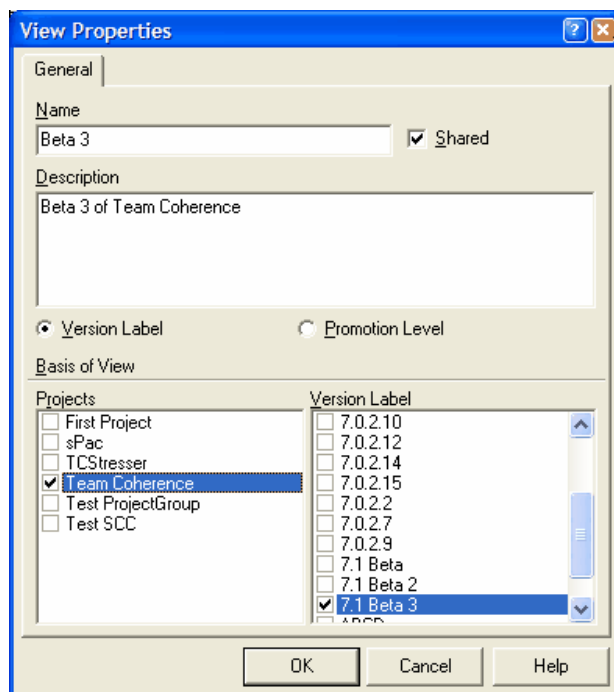 View Properties
General
Name
Beta 3
Shared
Description
Beta 3 of Team Coherence
Version Label
Promotion Level
Basis of View
Projects
First Project
sPac
TCStresser
Team Coherence
Test ProjectGroup
Test SCC
Version Label
7.0.2.10
7.0.2.12
7.0.2.14
7.0.2.15
7.0.2.2
7.0.2.7
7.0.2.9
7.1 Beta
7.1 Beta 2
7.1 Beta 3
OK
Cancel
Help